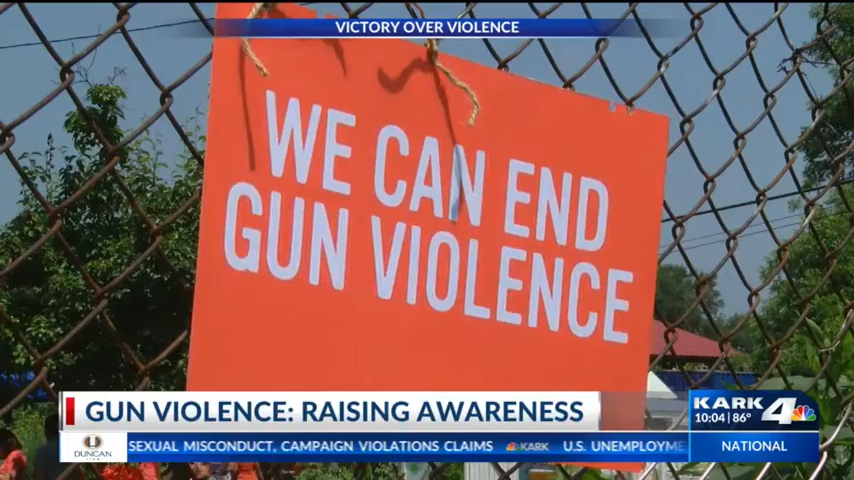 VICTORY OVER VIOLENCE
WE CAN END
GUN VIOLENCE
GUN VIOLENCE: RAISING AWARENESS
KARK 4
10:04 86°
DUNCAN
SEXUAL MISCONDUCT, CAMPAIGN VIOLATIONS CLAIMS KARK U.S. UNEMPLOYME
NATIONAL